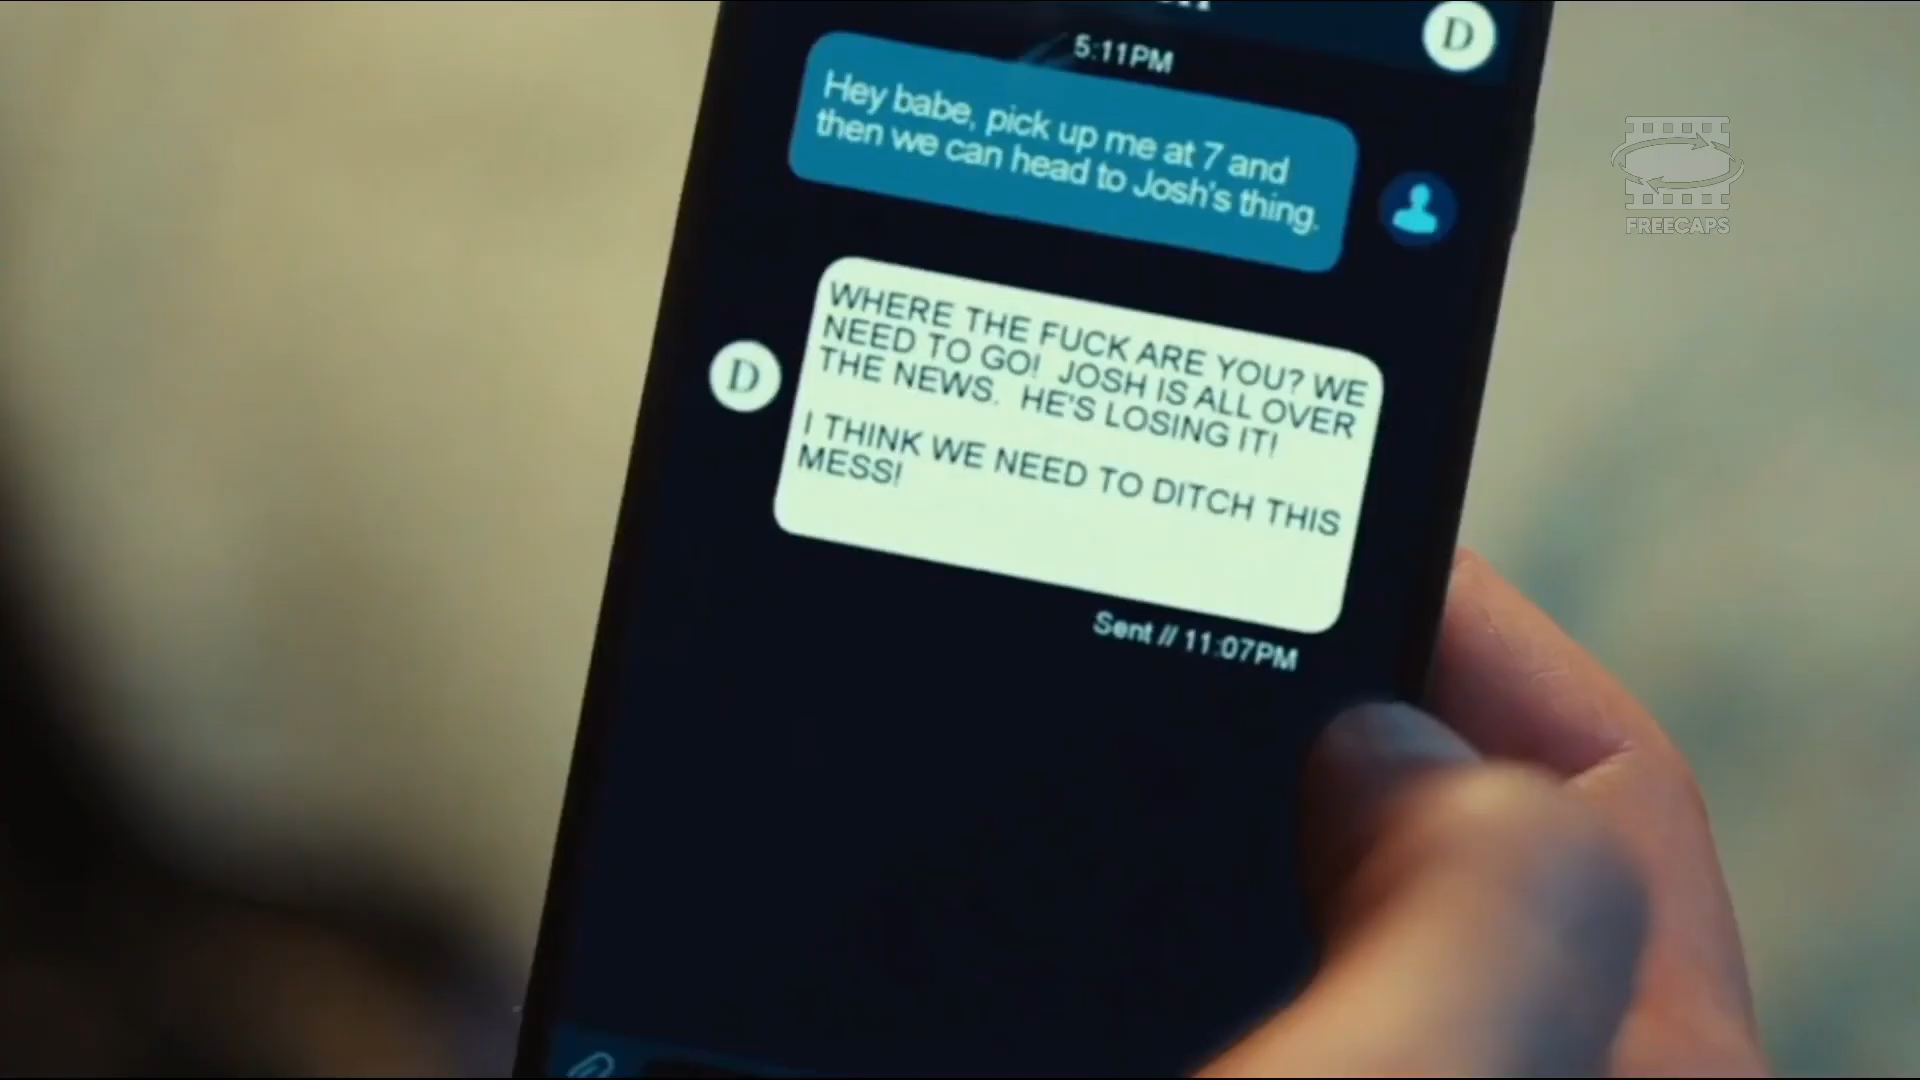 D
5:11PM
Hey babe, pick up me at 7 and
then we can head to Josh's thing.
FREECAPS
WHERE THE FUCK ARE YOU? WE
NEED TO GO! JOSH IS ALL OVER
THE NEWS. HE'S LOSING IT!
D
I THINK WE NEED TO DITCH THIS
MESS!
Sent // 11:07PM